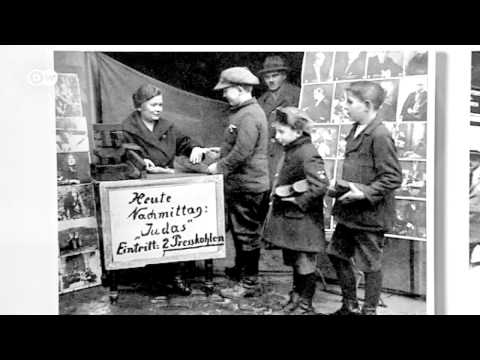 DW
Heute
Nachmittag:
"Judas"
Eintritt: 2 Presskohlen